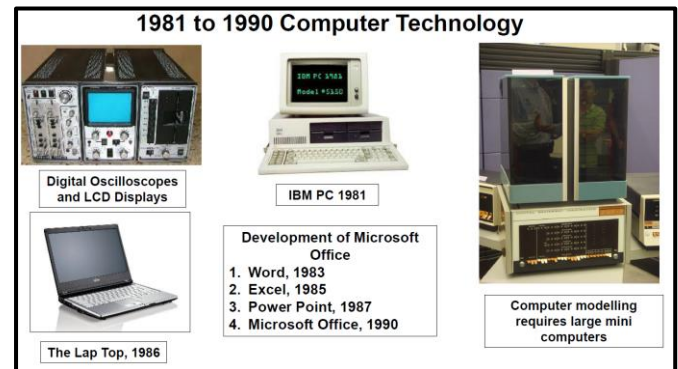 1981 to 1990 Computer Technology
IBM PC 1981
Model #5150
Digital Oscilloscopes
and LCD Displays
IBM PC 1981
Development of Microsoft
Office
1. Word, 1983
2. Excel, 1985
3. Power Point, 1987
4. Microsoft Office, 1990
The Lap Top, 1986
Computer modelling
requires large mini
computers